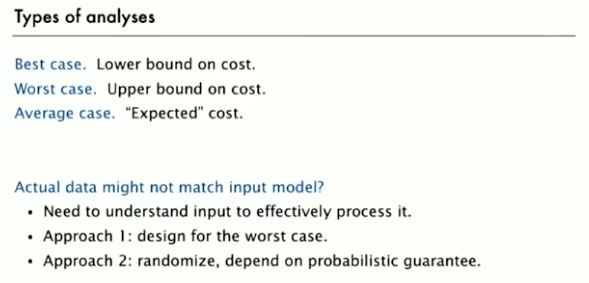 Types of analyses
Best case. Lower bound on cost.
Worst case. Upper bound on cost.
Average case. “Expected” cost.
Actual data might not match input model?
• Need to understand input to effectively process it.
• Approach 1: design for the worst case.
• Approach 2: randomize, depend on probabilistic guarantee.